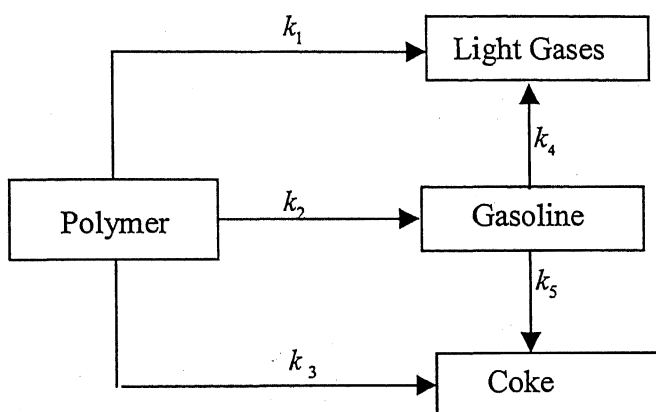 k₁
Light Gases
k₄
Polymer
k₂
Gasoline
k₅
k₃
Coke